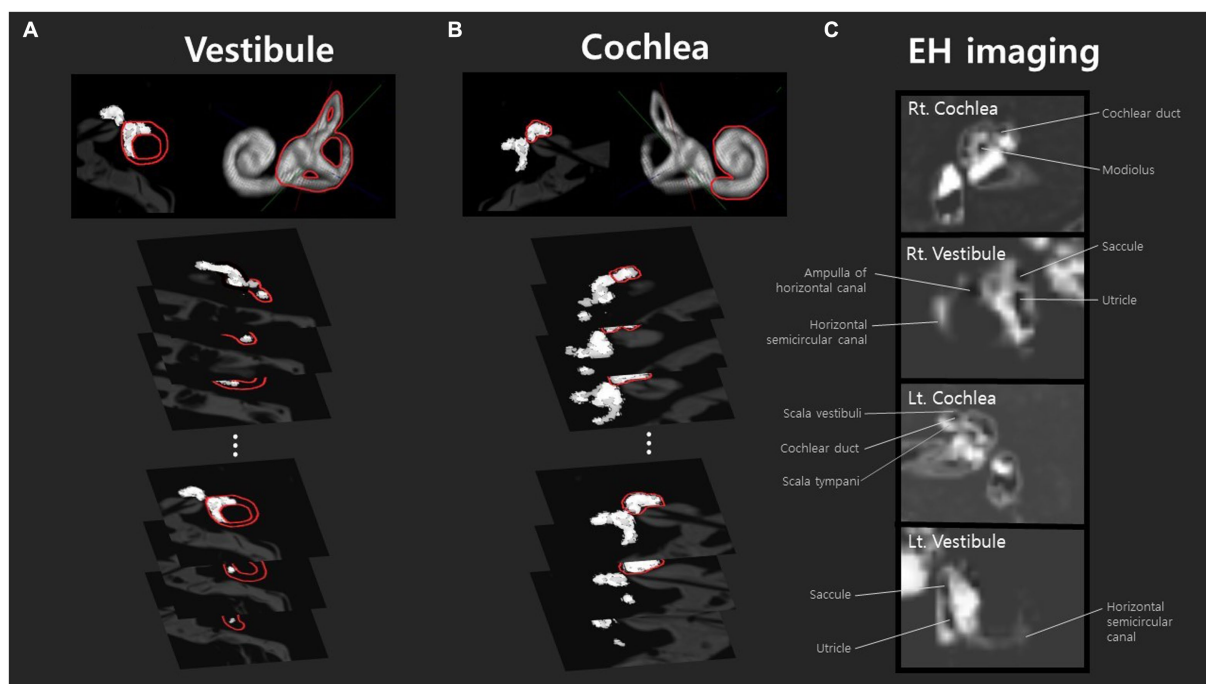 A
Vestibule
B
Cochlea
C
EH imaging
Rt. Cochlea
Cochlear duct
Modiolus
Rt. Vestibule
Saccule
Ampulla of
horizontal canal
Utricle
Horizontal
semicircular canal
Lt. Cochlea
Scala vestibuli
Cochlear duct
Scala tympani
Lt. Vestibule
Saccule
Utricle
Horizontal
semicircular
canal